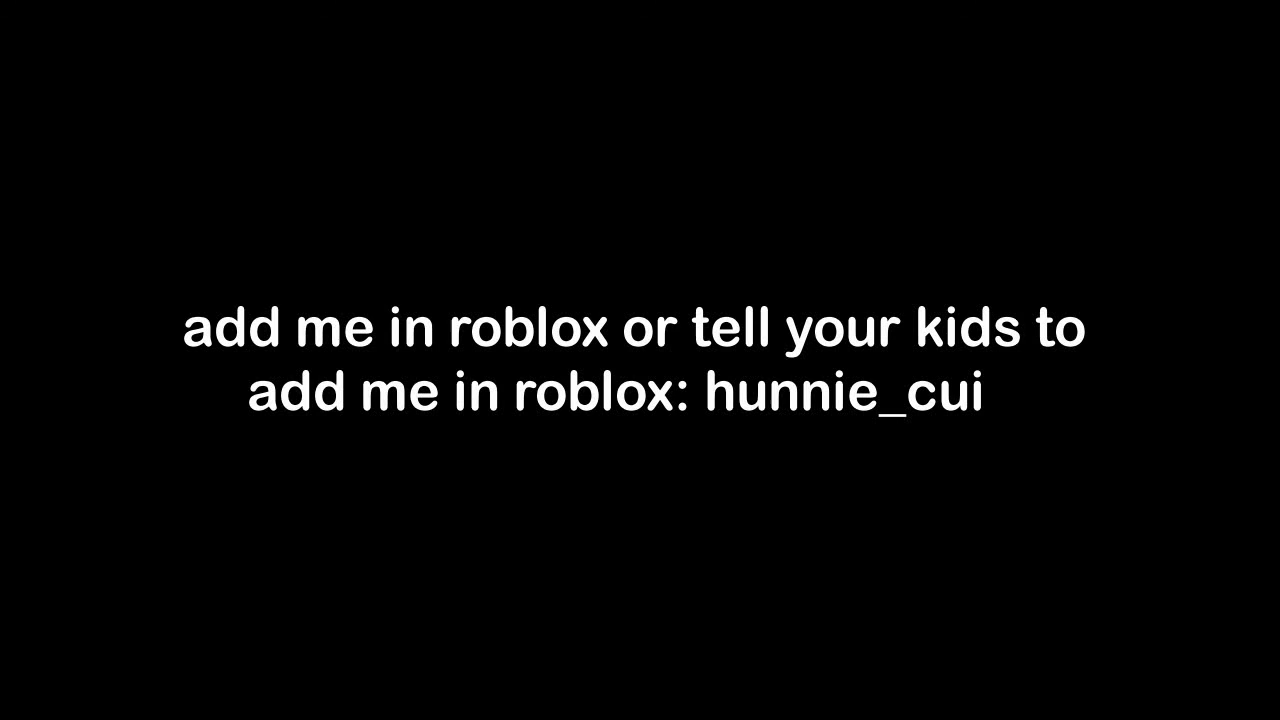 add me in roblox or tell your kids to
add me in roblox: hunnie_cui